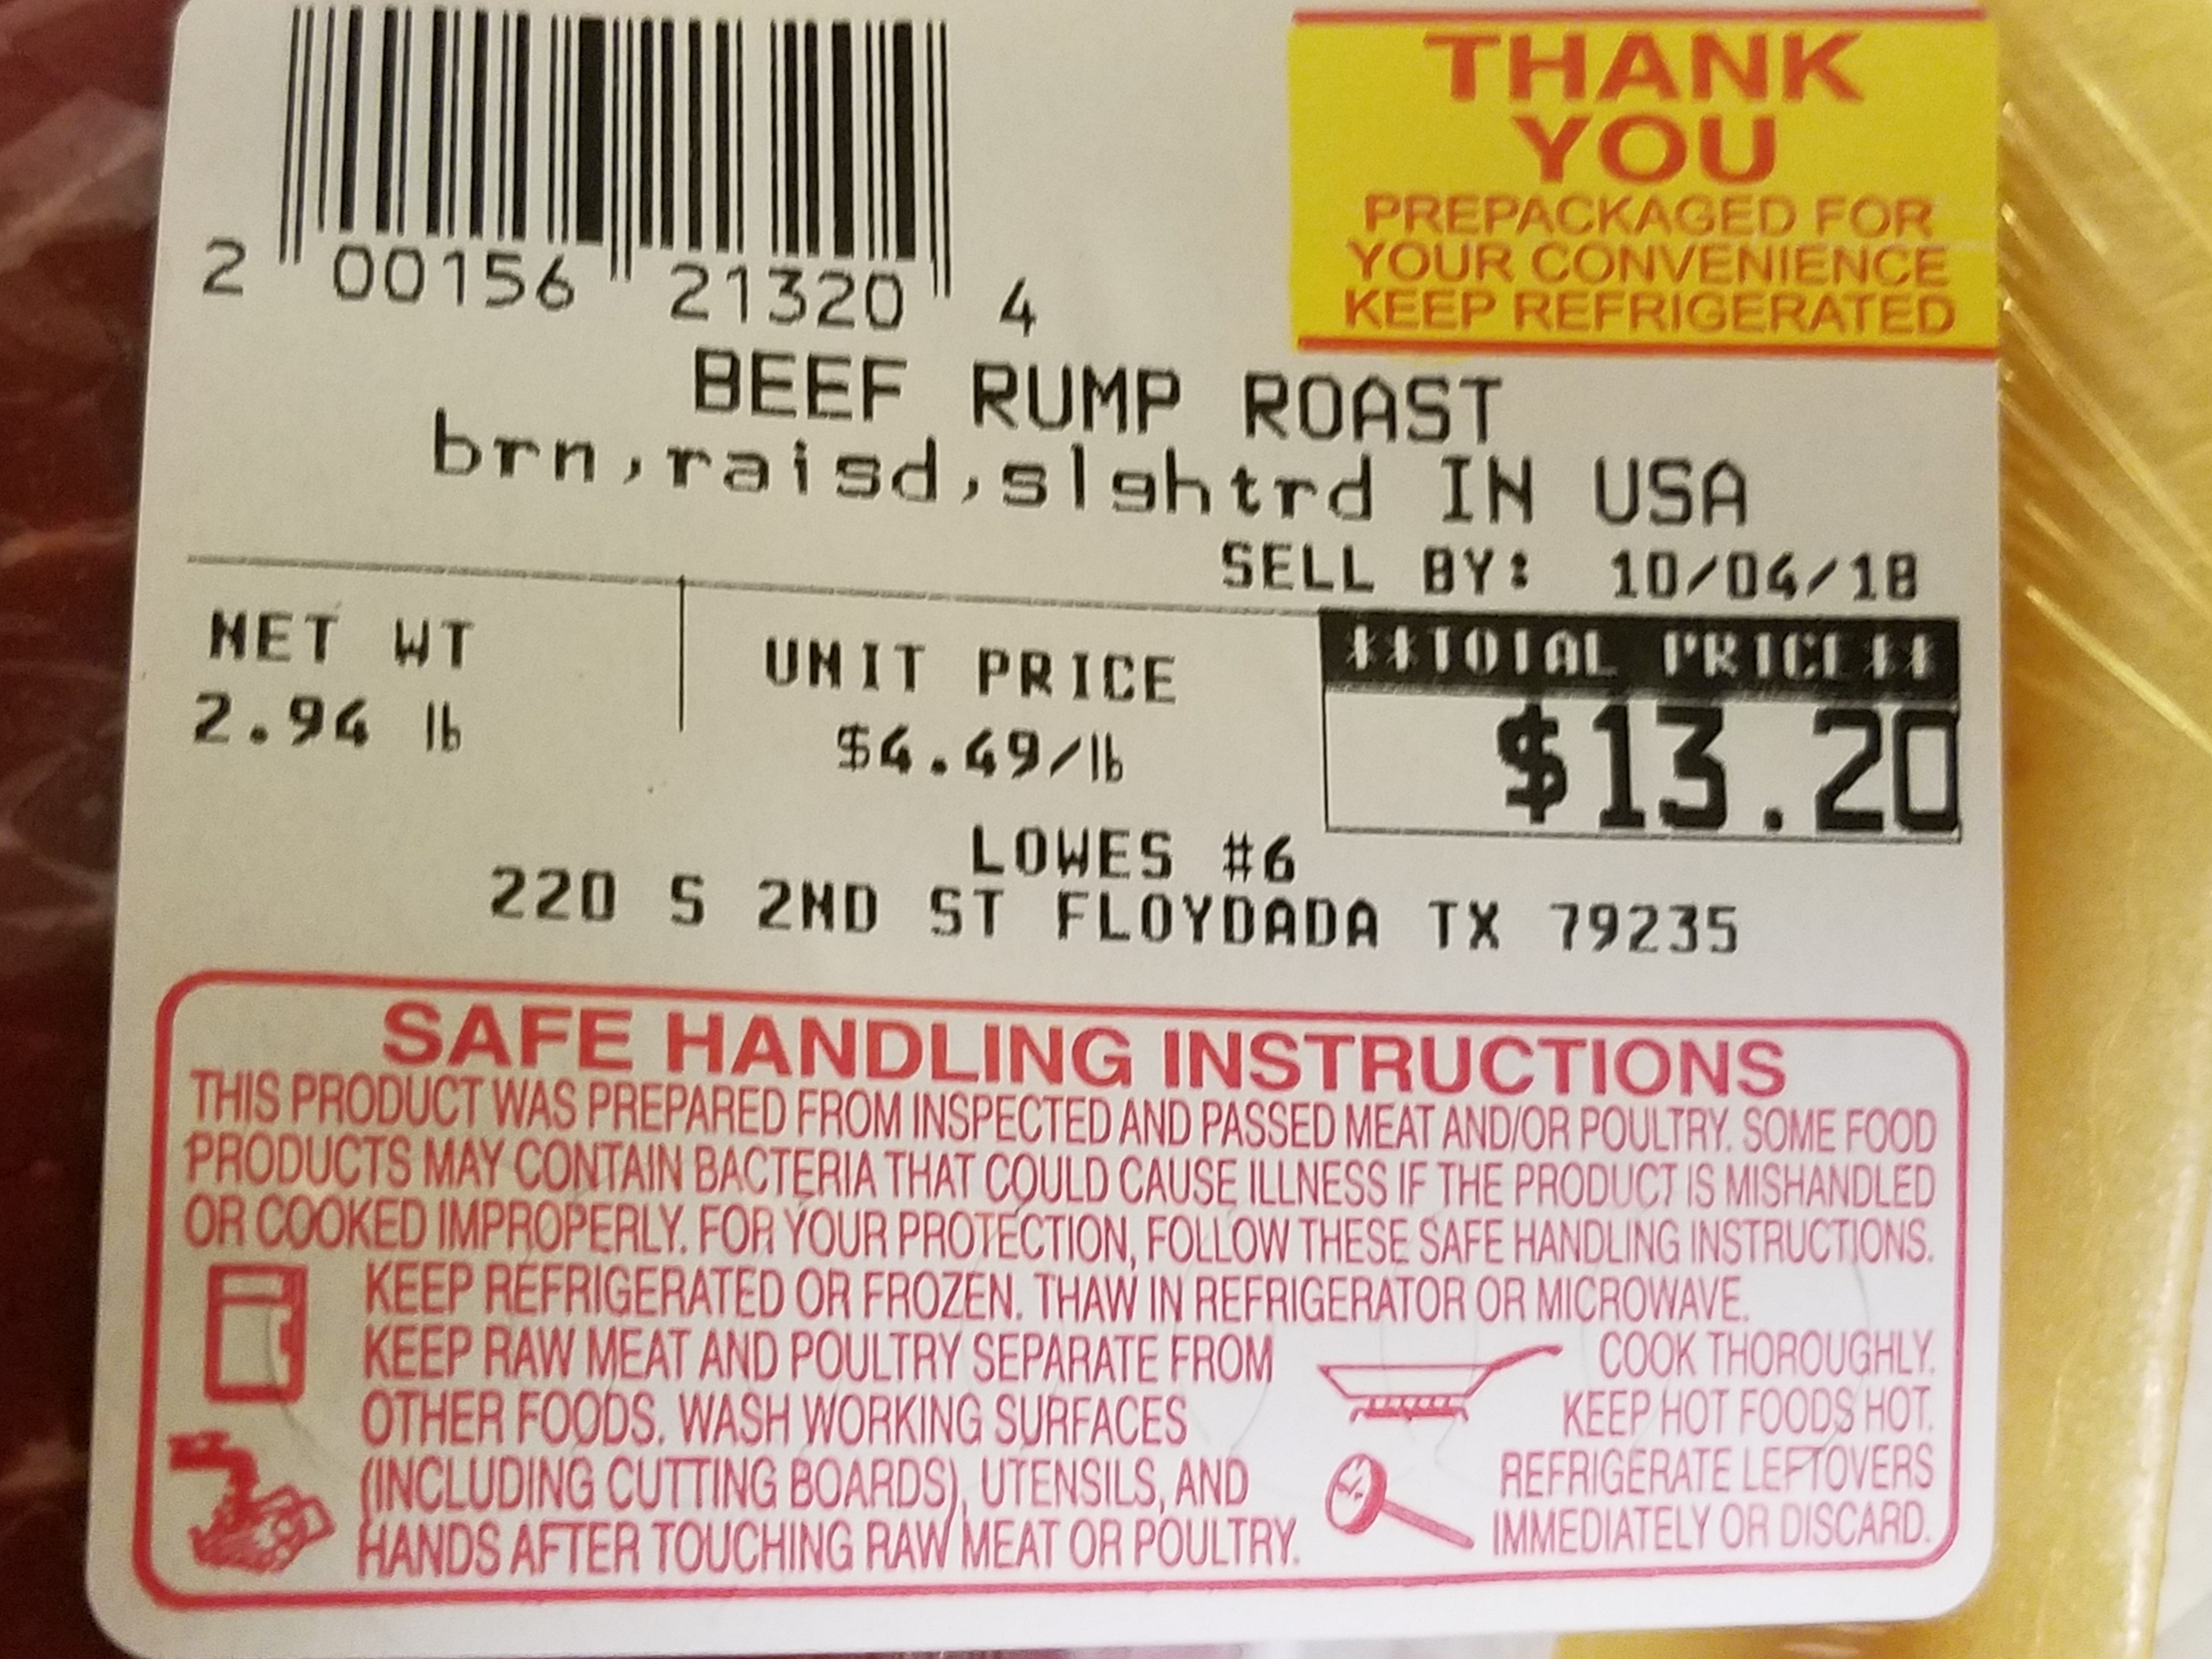 THANK
YOU
PREPACKAGED FOR
YOUR CONVENIENCE
KEEP REFRIGERATED
2 00156 21320 4
BEEF RUMP ROAST
brn,raisd,slghtrd IN USA
SELL BY: 10/04/18
NET WT
2.94 lb
UNIT PRICE
$4.49/lb
**TOTAL PRICE**
$13.20
LOWES #6
220 S 2ND ST FLOYDADA TX 79235
SAFE HANDLING INSTRUCTIONS
THIS PRODUCT WAS PREPARED FROM INSPECTED AND PASSED MEAT AND/OR POULTRY. SOME FOOD
PRODUCTS MAY CONTAIN BACTERIA THAT COULD CAUSE ILLNESS IF THE PRODUCT IS MISHANDLED
OR COOKED IMPROPERLY. FOR YOUR PROTECTION, FOLLOW THESE SAFE HANDLING INSTRUCTIONS.
KEEP REFRIGERATED OR FROZEN. THAW IN REFRIGERATOR OR MICROWAVE.
KEEP RAW MEAT AND POULTRY SEPARATE FROM
OTHER FOODS. WASH WORKING SURFACES
(INCLUDING CUTTING BOARDS), UTENSILS, AND
HANDS AFTER TOUCHING RAW MEAT OR POULTRY.
COOK THOROUGHLY.
KEEP HOT FOODS HOT.
REFRIGERATE LEFTOVERS
IMMEDIATELY OR DISCARD.